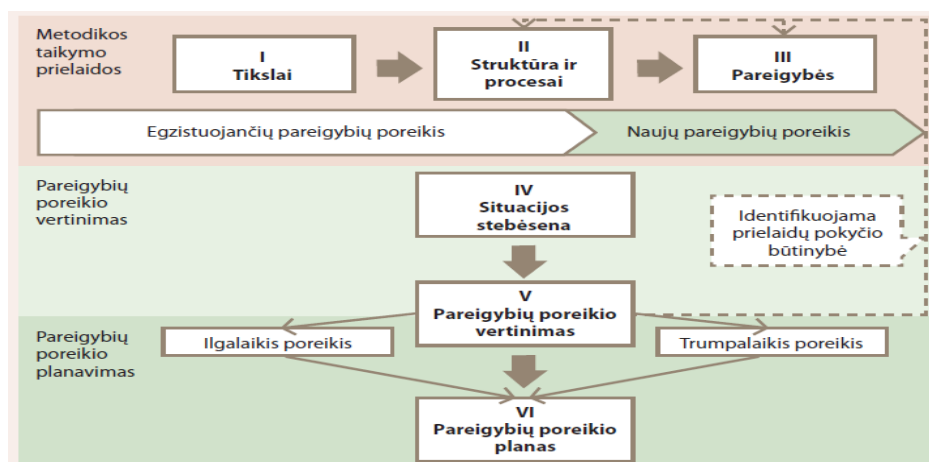 Metodikos
taikymo
prielaidos
I
Tikslai
II
Struktūra ir
procesai
III
Pareigybės
Egzistuojančių pareigybių poreikis
Naujų pareigybių poreikis
Pareigybių
poreikio
vertinimas
IV
Situacijos
stebėsena
Identifikuojama
prielaidų pokyčio
būtinybė
V
Pareigybių poreikio
vertinimas
Pareigybių
poreikio
planavimas
Ilgalaikis poreikis
Trumpalaikis poreikis
VI
Pareigybių poreikio
planas